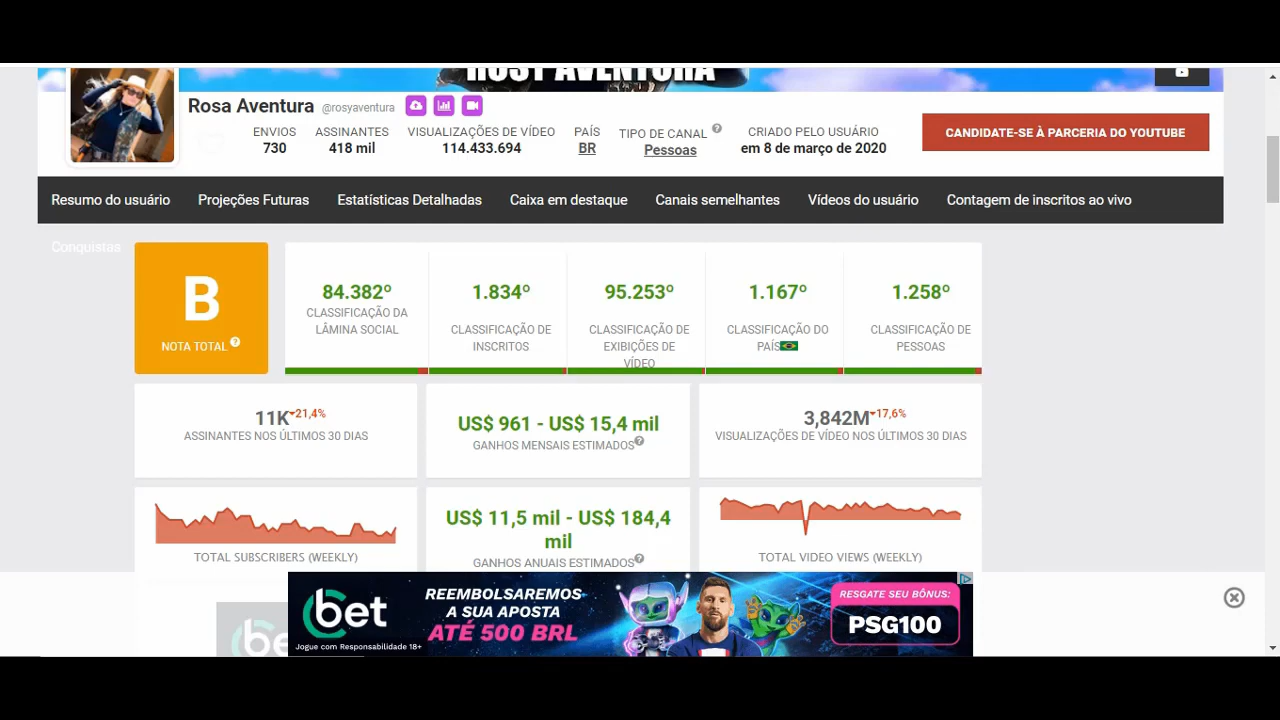 ROSY AVENTURA
Rosa Aventura @rosyaventura
ENVIOS
730
ASSINANTES
418 mil
VISUALIZAÇÕES DE VÍDEO
114.433.694
PAÍS
BR
TIPO DE CANAL ?
Pessoas
CRIADO PELO USUÁRIO
em 8 de março de 2020
CANDIDATE-SE À PARCERIA DO YOUTUBE
Resumo do usuário Projeções Futuras Estatísticas Detalhadas Caixa em destaque Canais semelhantes Vídeos do usuário Contagem de inscritos ao vivo
Conquistas
B
NOTA TOTAL ?
84.382º
CLASSIFICAÇÃO DA
LÂMINA SOCIAL
1.834º
CLASSIFICAÇÃO DE
INSCRITOS
95.253º
CLASSIFICAÇÃO DE
EXIBIÇÕES DE
VÍDEO
1.167º
CLASSIFICAÇÃO DO
PAÍS
1.258º
CLASSIFICAÇÃO DE
PESSOAS
11K 21,4%
ASSINANTES NOS ÚLTIMOS 30 DIAS
US$ 961 - US$ 15,4 mil
GANHOS MENSAIS ESTIMADOS ?
3,842M 17,6%
VISUALIZAÇÕES DE VÍDEO NOS ÚLTIMOS 30 DIAS
TOTAL SUBSCRIBERS (WEEKLY)
US$ 11,5 mil - US$ 184,4
mil
GANHOS ANUAIS ESTIMADOS ?
TOTAL VIDEO VIEWS (WEEKLY)
bet
Jogue com Responsabilidade 18+
REEMBOLSAREMOS
A SUA APOSTA
ATÉ 500 BRL
RESGATE SEU BÔNUS:
PSG100
be